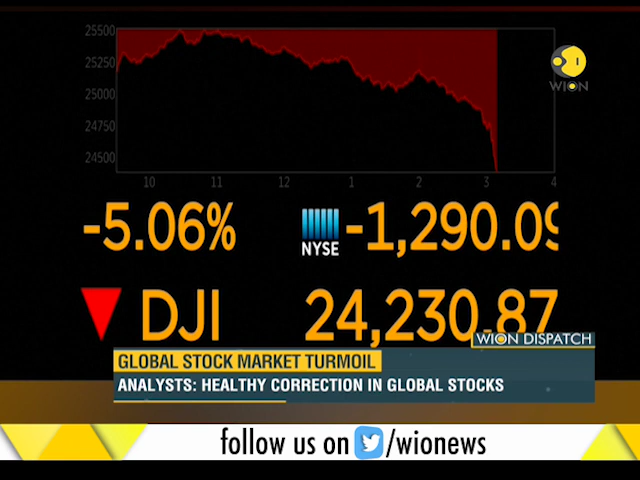 25500
25250
25000
24750
24500
10 11 12 1 2 3 4
WION
-5.06% NYSE -1,290.09
DJI 24,230.87
WION DISPATCH
GLOBAL STOCK MARKET TURMOIL
ANALYSTS: HEALTHY CORRECTION IN GLOBAL STOCKS
follow us on /wionews